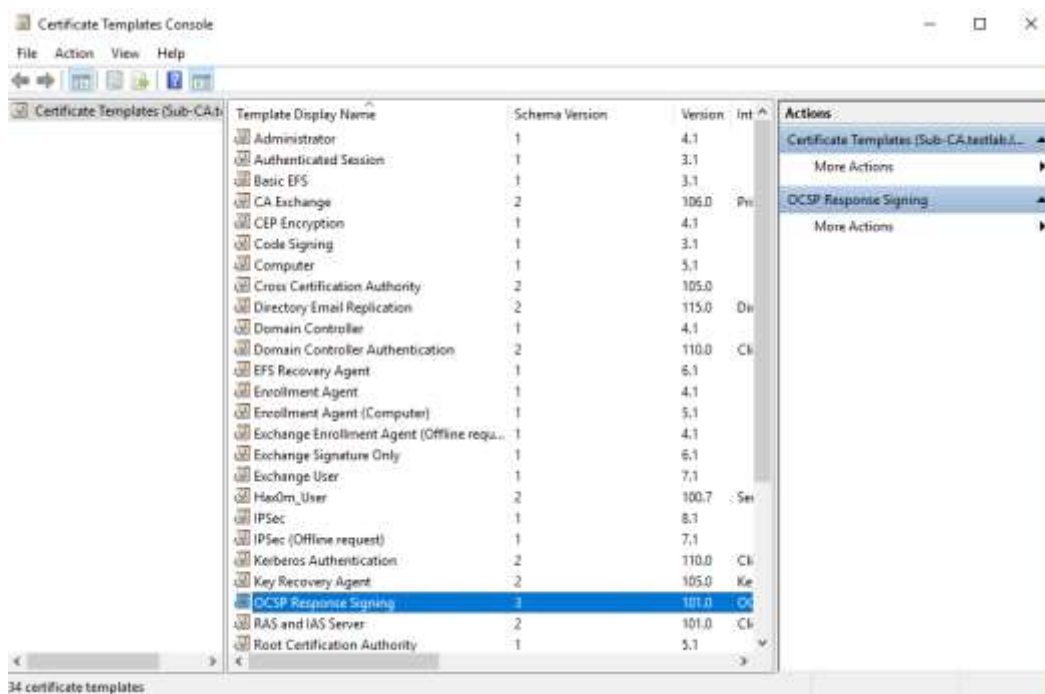 Certificate Templates Console
File Action View Help
Certificate Templates (Sub-CA.t
Template Display Name Schema Version Version Int
Administrator 1 4.1
Authenticated Session 1 3.1
Basic EFS 1 3.1
CA Exchange 2 106.0 Pri
CEP Encryption 1 4.1
Code Signing 1 3.1
Computer 1 5.1
Cross Certification Authority 2 105.0
Directory Email Replication 2 115.0 Dir
Domain Controller 1 4.1
Domain Controller Authentication 2 110.0 Cli
EFS Recovery Agent 1 6.1
Enrollment Agent 1 4.1
Enrollment Agent (Computer) 1 5.1
Exchange Enrollment Agent (Offline requ... 1 4.1
Exchange Signature Only 1 6.1
Exchange User 1 7.1
Hax0m_User 2 100.7 Ser
IPSec 1 8.1
IPSec (Offline request) 1 7.1
Kerberos Authentication 2 110.0 Cli
Key Recovery Agent 2 105.0 Ke
OCSP Response Signing 3 101.0 OC
RAS and IAS Server 2 101.0 Cli
Root Certification Authority 1 5.1
Actions
Certificate Templates (Sub-CA.testlab.l...
More Actions
OCSP Response Signing
More Actions
34 certificate templates